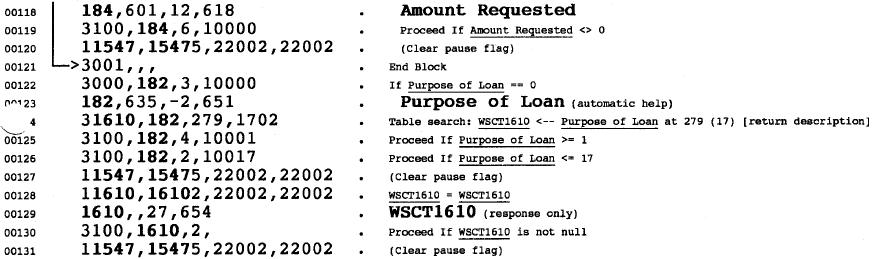 00118 184,601,12,618 . Amount Requested
00119 3100,184,6,10000 . Proceed If Amount Requested <> 0
00120 11547,15475,22002,22002 . (Clear pause flag)
00121 >3001,,, . End Block
00122 3000,182,3,10000 . If Purpose of Loan == 0
00123 182,635,-2,651 . Purpose of Loan (automatic help)
4 31610,182,279,1702 . Table search: WSCT1610 <-- Purpose of Loan at 279 (17) [return description]
00125 3100,182,4,10001 . Proceed If Purpose of Loan >= 1
00126 3100,182,2,10017 . Proceed If Purpose of Loan <= 17
00127 11547,15475,22002,22002 . (Clear pause flag)
00128 11610,16102,22002,22002 . WSCT1610 = WSCT1610
00129 1610,,27,654 . WSCT1610 (response only)
00130 3100,1610,2, . Proceed If WSCT1610 is not null
00131 11547,15475,22002,22002 . (Clear pause flag)